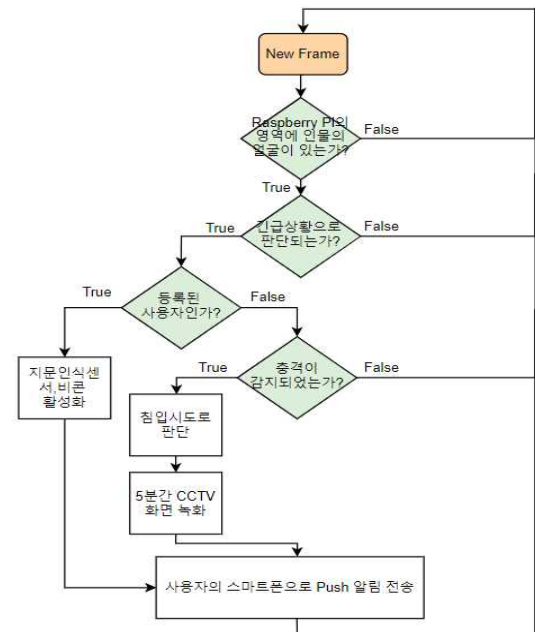 New Frame
Raspberry PI의
영역에 인물의
얼굴이 있는가?
False
True
긴급상황으로
판단되는가?
True
False
등록된
사용자인가?
True
False
충격이
감지되었는가?
True
False
지문인식센
서,비콘
활성화
침입시도로
판단
5분간 CCTV
화면 녹화
사용자의 스마트폰으로 Push 알림 전송